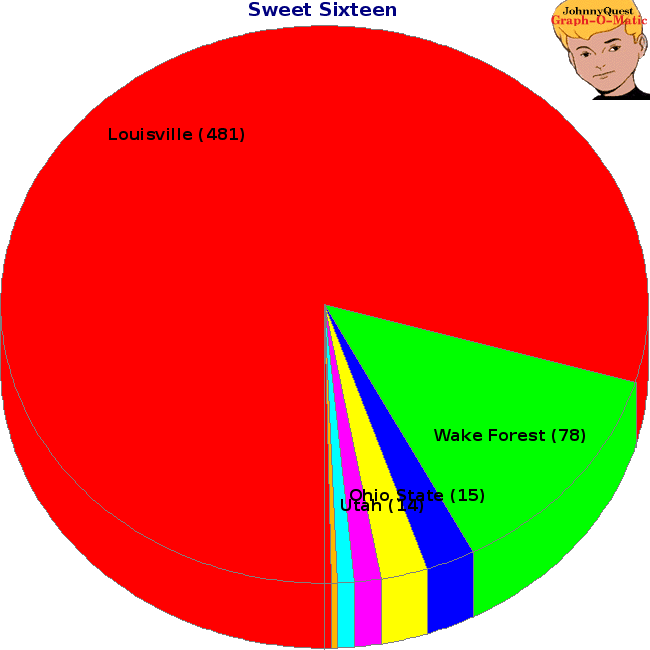 Sweet Sixteen
JohnnyQuest
Graph-O-Matic
Louisville (481)
Wake Forest (78)
Ohio State (15)
Utah (14)